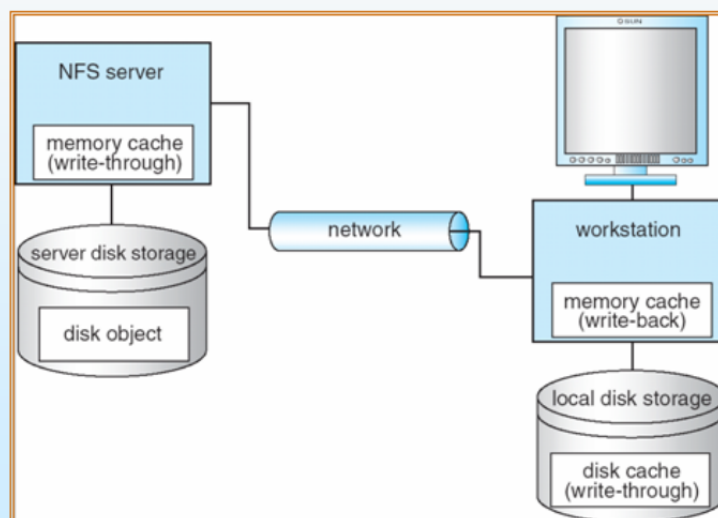 SUN
NFS server
memory cache
(write-through)
server disk storage
disk object
network
workstation
memory cache
(write-back)
local disk storage
disk cache
(write-through)